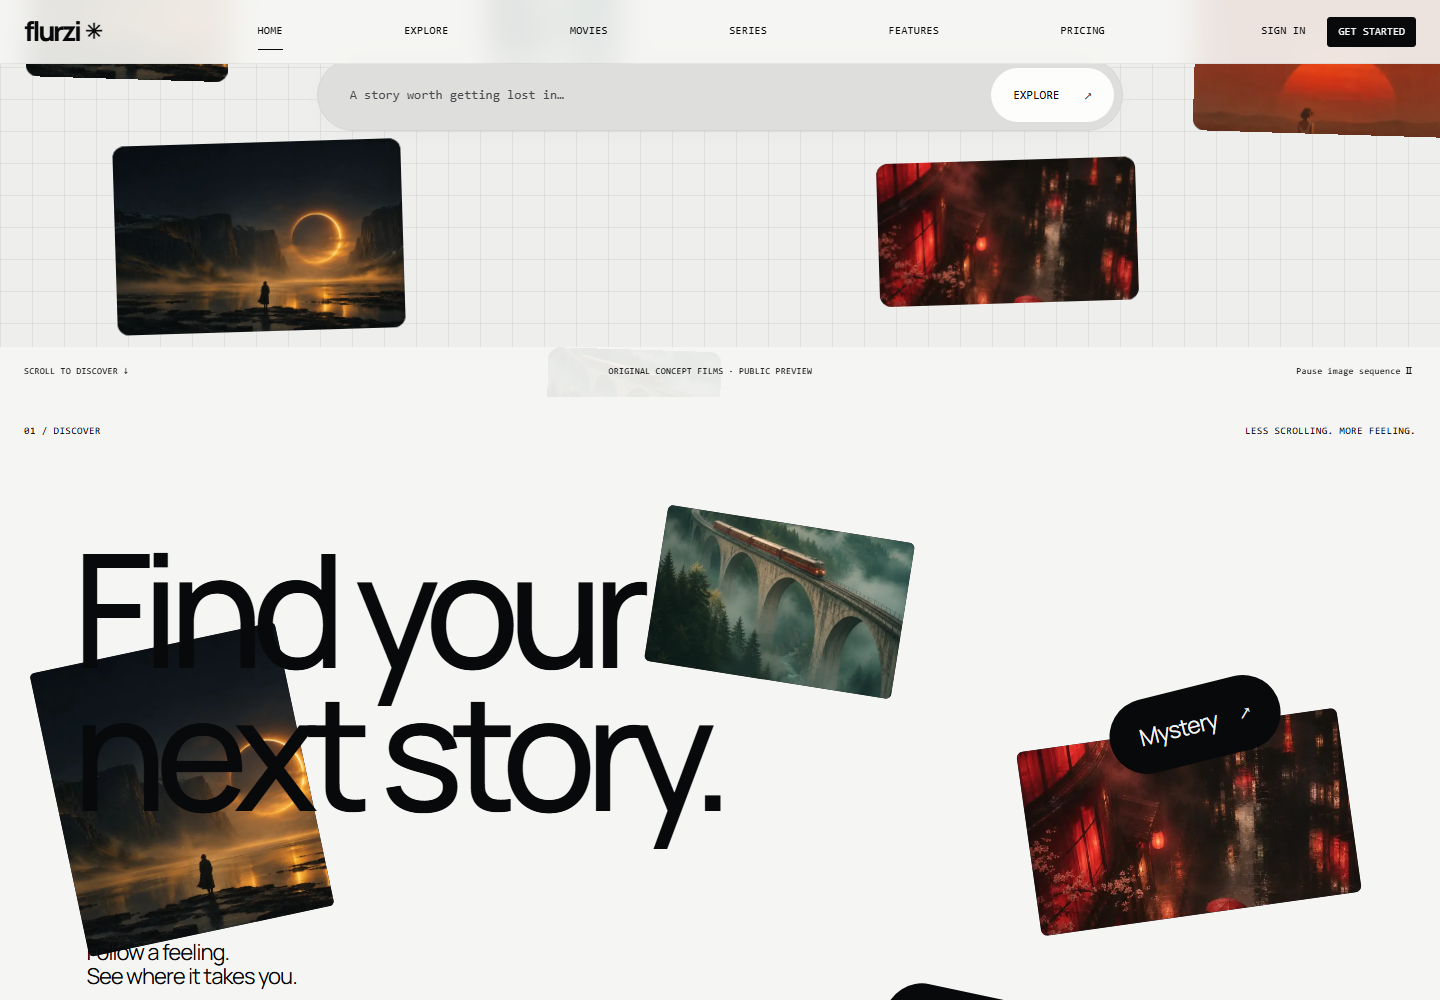 flurzi
HOME
EXPLORE
MOVIES
SERIES
FEATURES
PRICING
SIGN IN
GET STARTED
A story worth getting lost in…
EXPLORE ↗
SCROLL TO DISCOVER ↓
ORIGINAL CONCEPT FILMS · PUBLIC PREVIEW
Pause image sequence
01 / DISCOVER
LESS SCROLLING. MORE FEELING.
Find your
next story.
Mystery ↗
Follow a feeling.
See where it takes you.